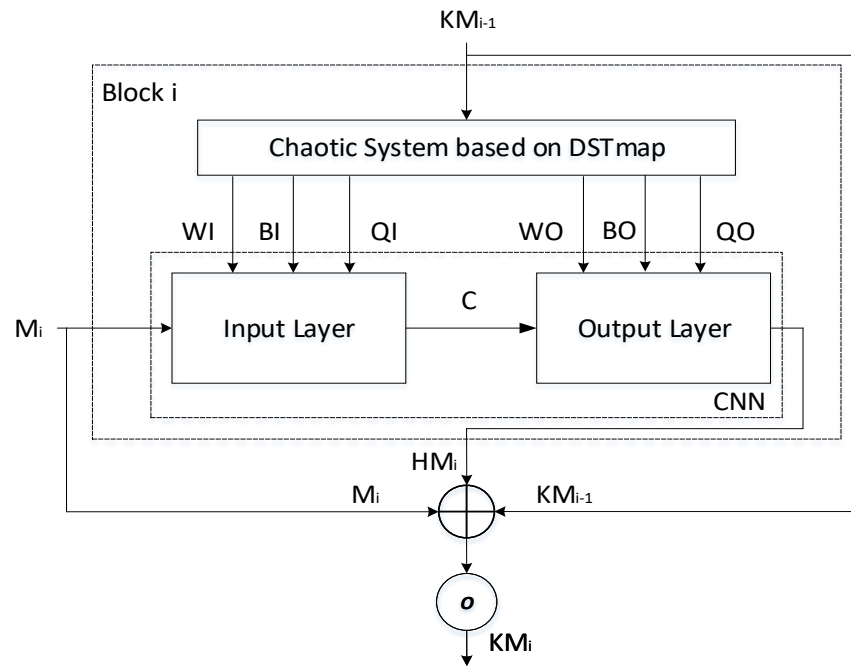 KMi-1
Block i
Chaotic System based on DSTmap
WI BI QI WO BO QO
Mi
Input Layer
C
Output Layer
CNN
HMi
Mi
KMi-1
o
KMi